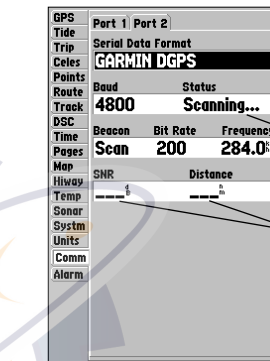 GPS
Tide
Trip
Celes
Points
Route
Track
DSC
Time
Pages
Map
Hiway
Temp
Sonar
Systm
Units
Comm
Alarm
Port 1 Port 2
Serial Data Format
GARMIN DGPS
Baud Status
4800 Scanning...
Beacon Bit Rate Frequency
Scan 200 284.0
SNR Distance